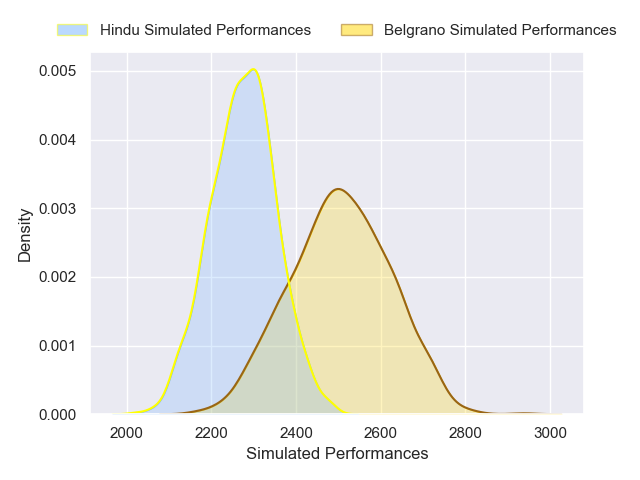 Hindu Simulated Performances
Belgrano Simulated Performances
0.005
0.004
0.003
0.002
0.001
0.000
Density
2000 2200 2400 2600 2800 3000
Simulated Performances